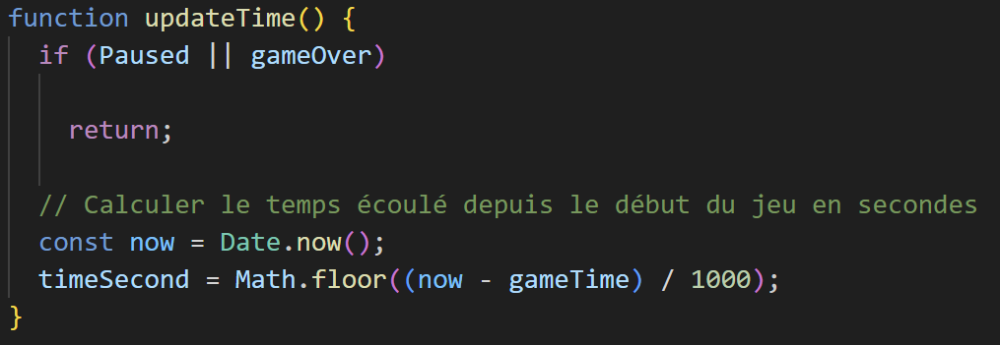 function updateTime() {
if (Paused || gameOver)
return;
// Calculer le temps écoulé depuis le début du jeu en secondes
const now = Date.now();
timeSecond = Math.floor((now - gameTime) / 1000);
}